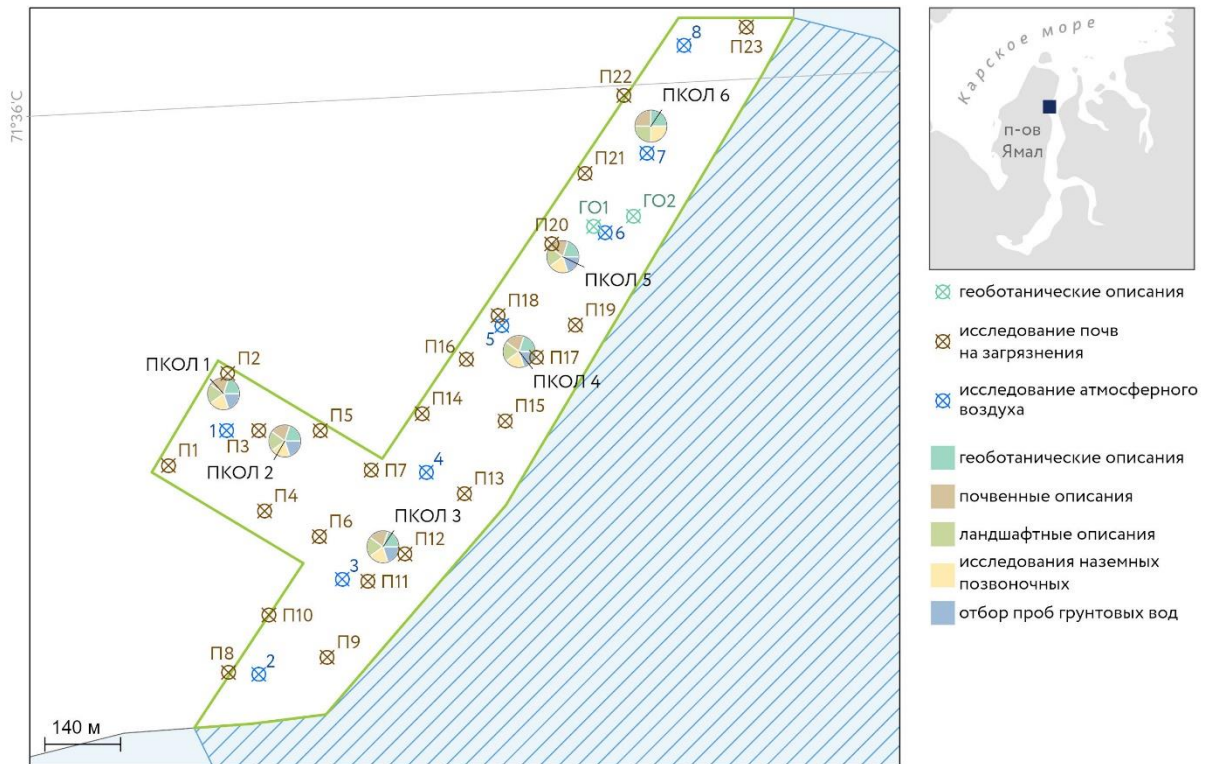 8
П23
П22
71°36'С
ПКОЛ 6
7
П21
ГО1
ГО2
П20
6
ПКОЛ 5
П18
П19
5
П16
П17
ПКОЛ 4
ПКОЛ 1
П2
П14
П15
П5
1
П3
П1
ПКОЛ 2
П7
4
П13
П4
П6
ПКОЛ 3
П12
3
П11
П10
П9
П8
2
140 м
Карское море
п-ов
Ямал
геоботанические описания
исследование почв
на загрязнения
исследование атмосферного
воздуха
геоботанические описания
почвенные описания
ландшафтные описания
исследования наземных
позвоночных
отбор проб грунтовых вод